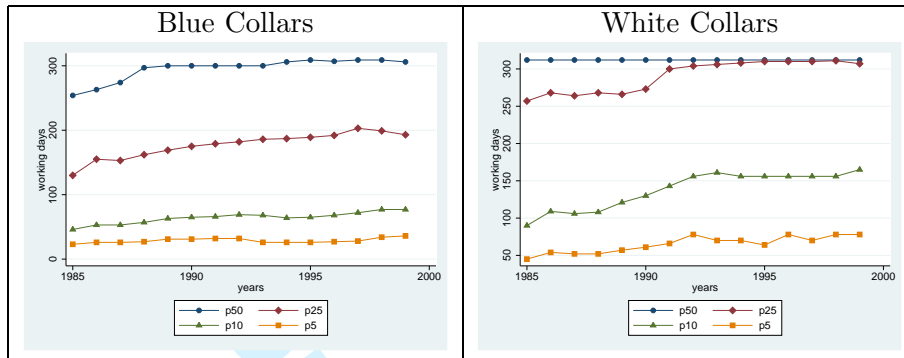 Blue Collars
300
200
100
0
working days
1985 1990 1995 2000
years
p50 p25
p10 p5
White Collars
300
250
200
150
100
50
working days
1985 1990 1995 2000
years
p50 p25
p10 p5